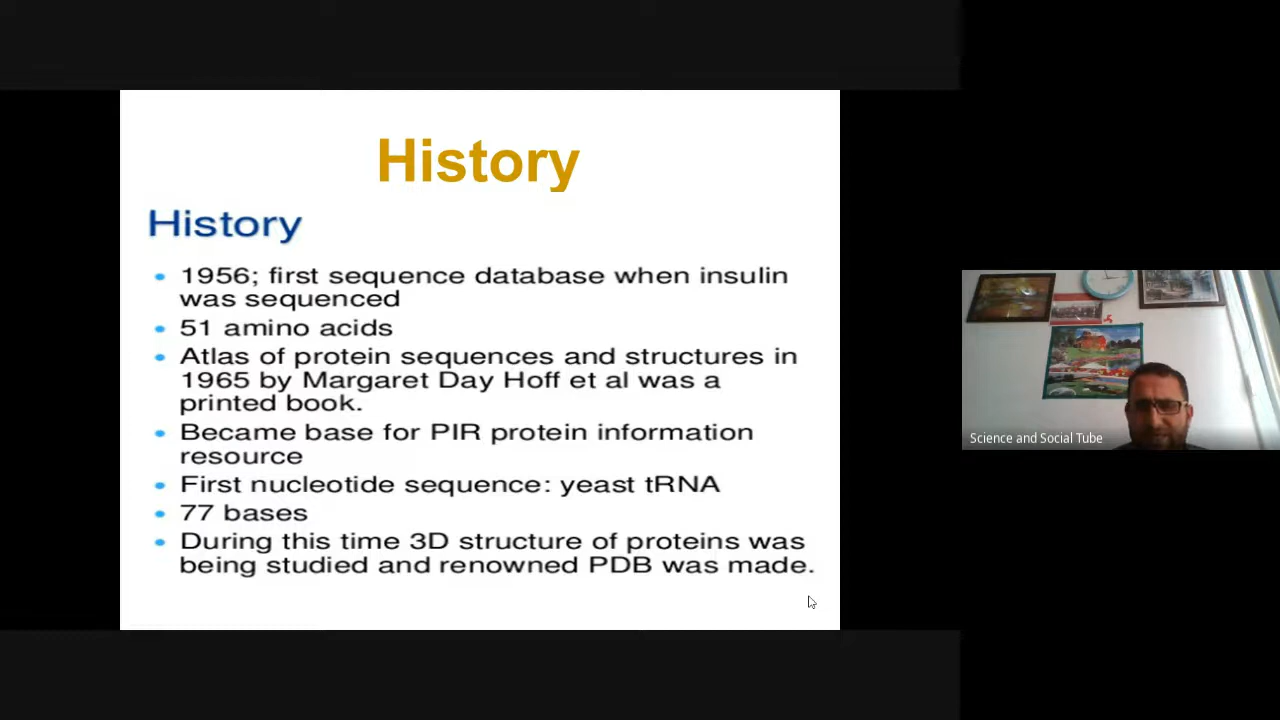 History
History
1956; first sequence database when insulin
was sequenced
51 amino acids
Atlas of protein sequences and structures in
1965 by Margaret Day Hoff et al was a
printed book.
Became base for PIR protein information
resource
First nucleotide sequence: yeast tRNA
77 bases
During this time 3D structure of proteins was
being studied and renowned PDB was made.
Science and Social Tube